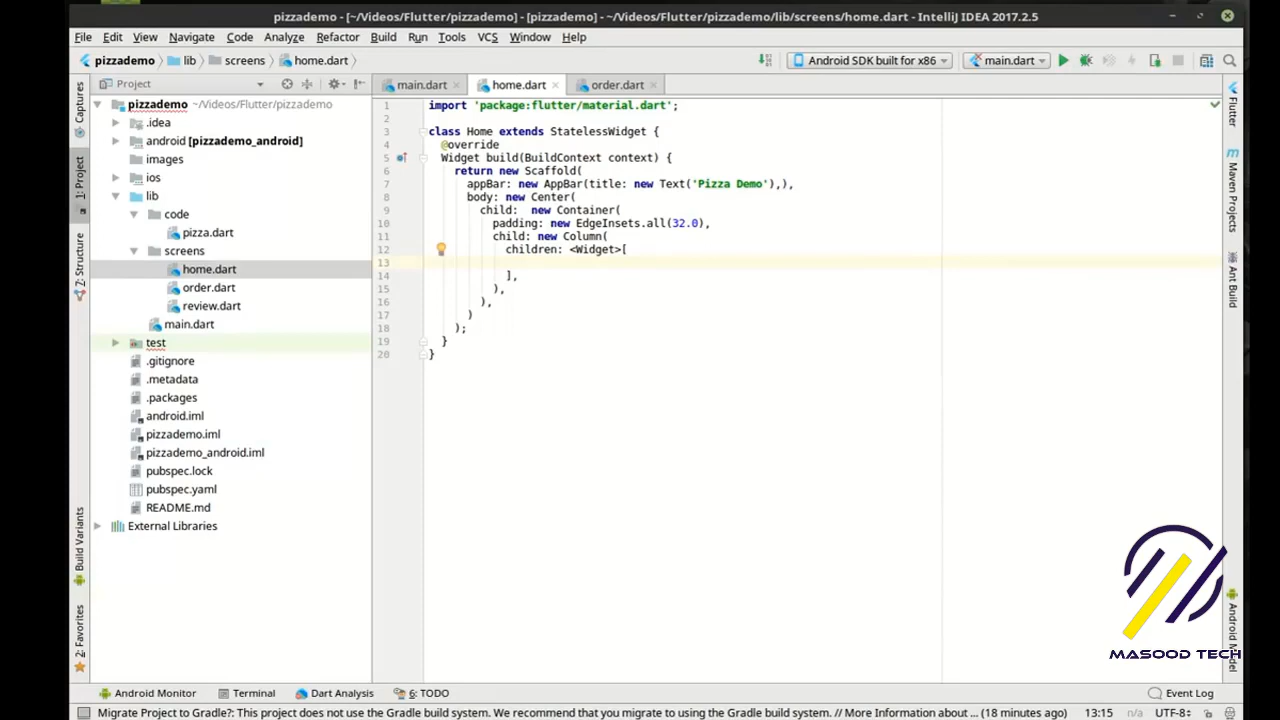 pizzademo - [~/Videos/Flutter/pizzademo] - [pizzademo] - ~/Videos/Flutter/pizzademo/lib/screens/home.dart - IntelliJ IDEA 2017.2.5
File Edit View Navigate Code Analyze Refactor Build Run Tools VCS Window Help
pizzademo lib screens home.dart Android SDK built for x86 main.dart
Project
main.dart home.dart order.dart
Captures
1: Project
7: Structure
Build Variants
2: Favorites
pizzademo ~/Videos/Flutter/pizzademo
.idea
android [pizzademo_android]
images
ios
lib
code
pizza.dart
screens
home.dart
order.dart
review.dart
main.dart
test
.gitignore
.metadata
.packages
android.iml
pizzademo.iml
pizzademo_android.iml
pubspec.lock
pubspec.yaml
README.md
External Libraries
1 import 'package:flutter/material.dart';
2
3 class Home extends StatelessWidget {
4 @override
5 Widget build(BuildContext context) {
6 return new Scaffold(
7 appBar: new AppBar(title: new Text('Pizza Demo'),),
8 body: new Center(
9 child:  new Container(
10 padding: new EdgeInsets.all(32.0),
11 child: new Column(
12 children: <Widget>[
13
14 ],
15 ),
16 ),
17 )
18 );
19 }
20 }
Flutter
Maven Projects
Ant Build
Android Model
MASOOD TECH
Android Monitor Terminal Dart Analysis 6: TODO Event Log
Migrate Project to Gradle?: This project does not use the Gradle build system. We recommend that you migrate to using the Gradle build system. // More Information about ... (18 minutes ago) 13:15 n/a UTF-8